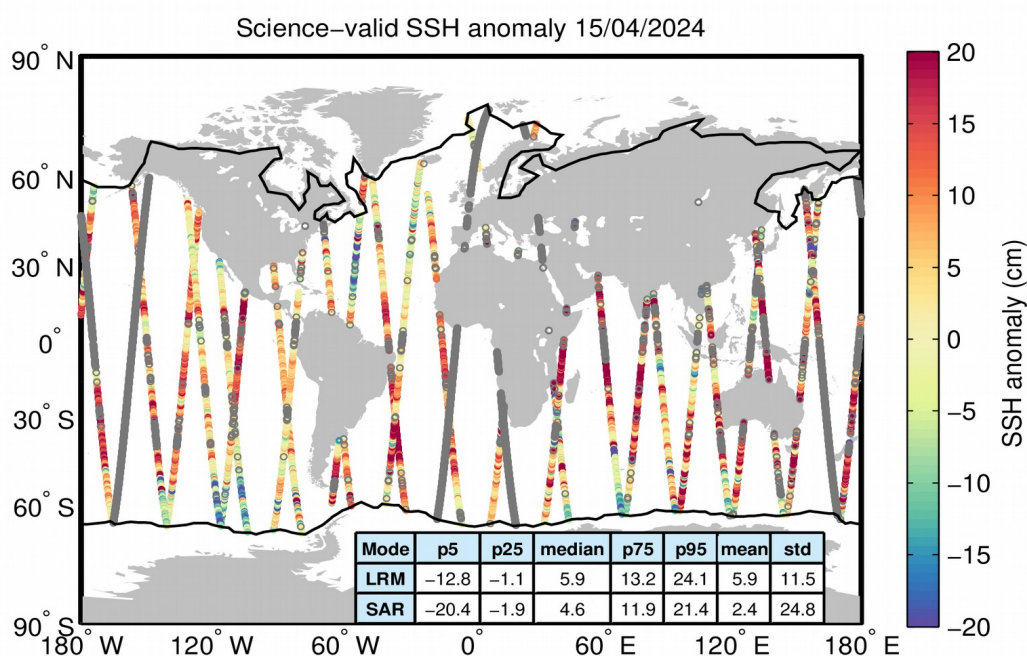 Science−valid SSH anomaly 15/04/2024
90° N
60° N
30° N
0°
30° S
60° S
90° S
180° W
120° W
60° W
0°
60° E
120° E
180° E
Mode p5 p25 median p75 p95 mean std
LRM −12.8 −1.1 5.9 13.2 24.1 5.9 11.5
SAR −20.4 −1.9 4.6 11.9 21.4 2.4 24.8
20
15
10
5
0
−5
−10
−15
−20
SSH anomaly (cm)